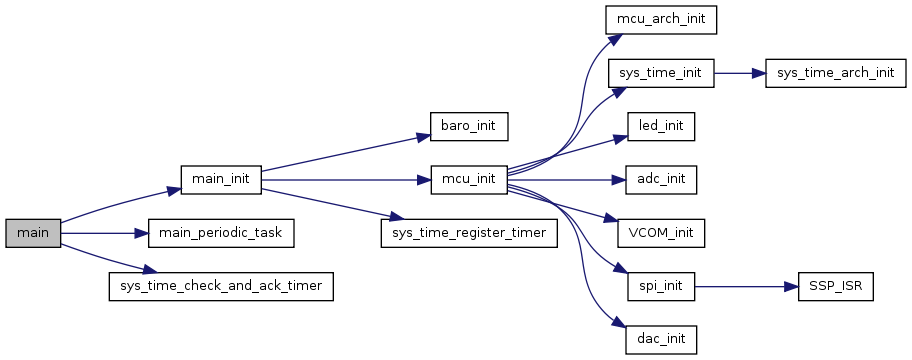 mcu_arch_init
sys_time_init
sys_time_arch_init
baro_init
led_init
main_init
mcu_init
adc_init
main
main_periodic_task
sys_time_register_timer
VCOM_init
sys_time_check_and_ack_timer
spi_init
SSP_ISR
dac_init